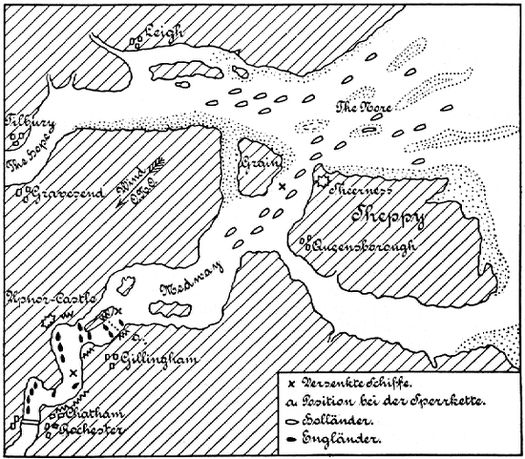 Leigh
The Nore
Tilbury
The Hope
Grain
Wind
O.N.O.
Gravesend
Sheerness
Sheppy
Queensborough
Medway
Upnor-Castle
Gillingham
Chatham
Rochester
× Versenkte Schiffe.
a Position bei der Sperrkette.
Holländer.
Engländer.